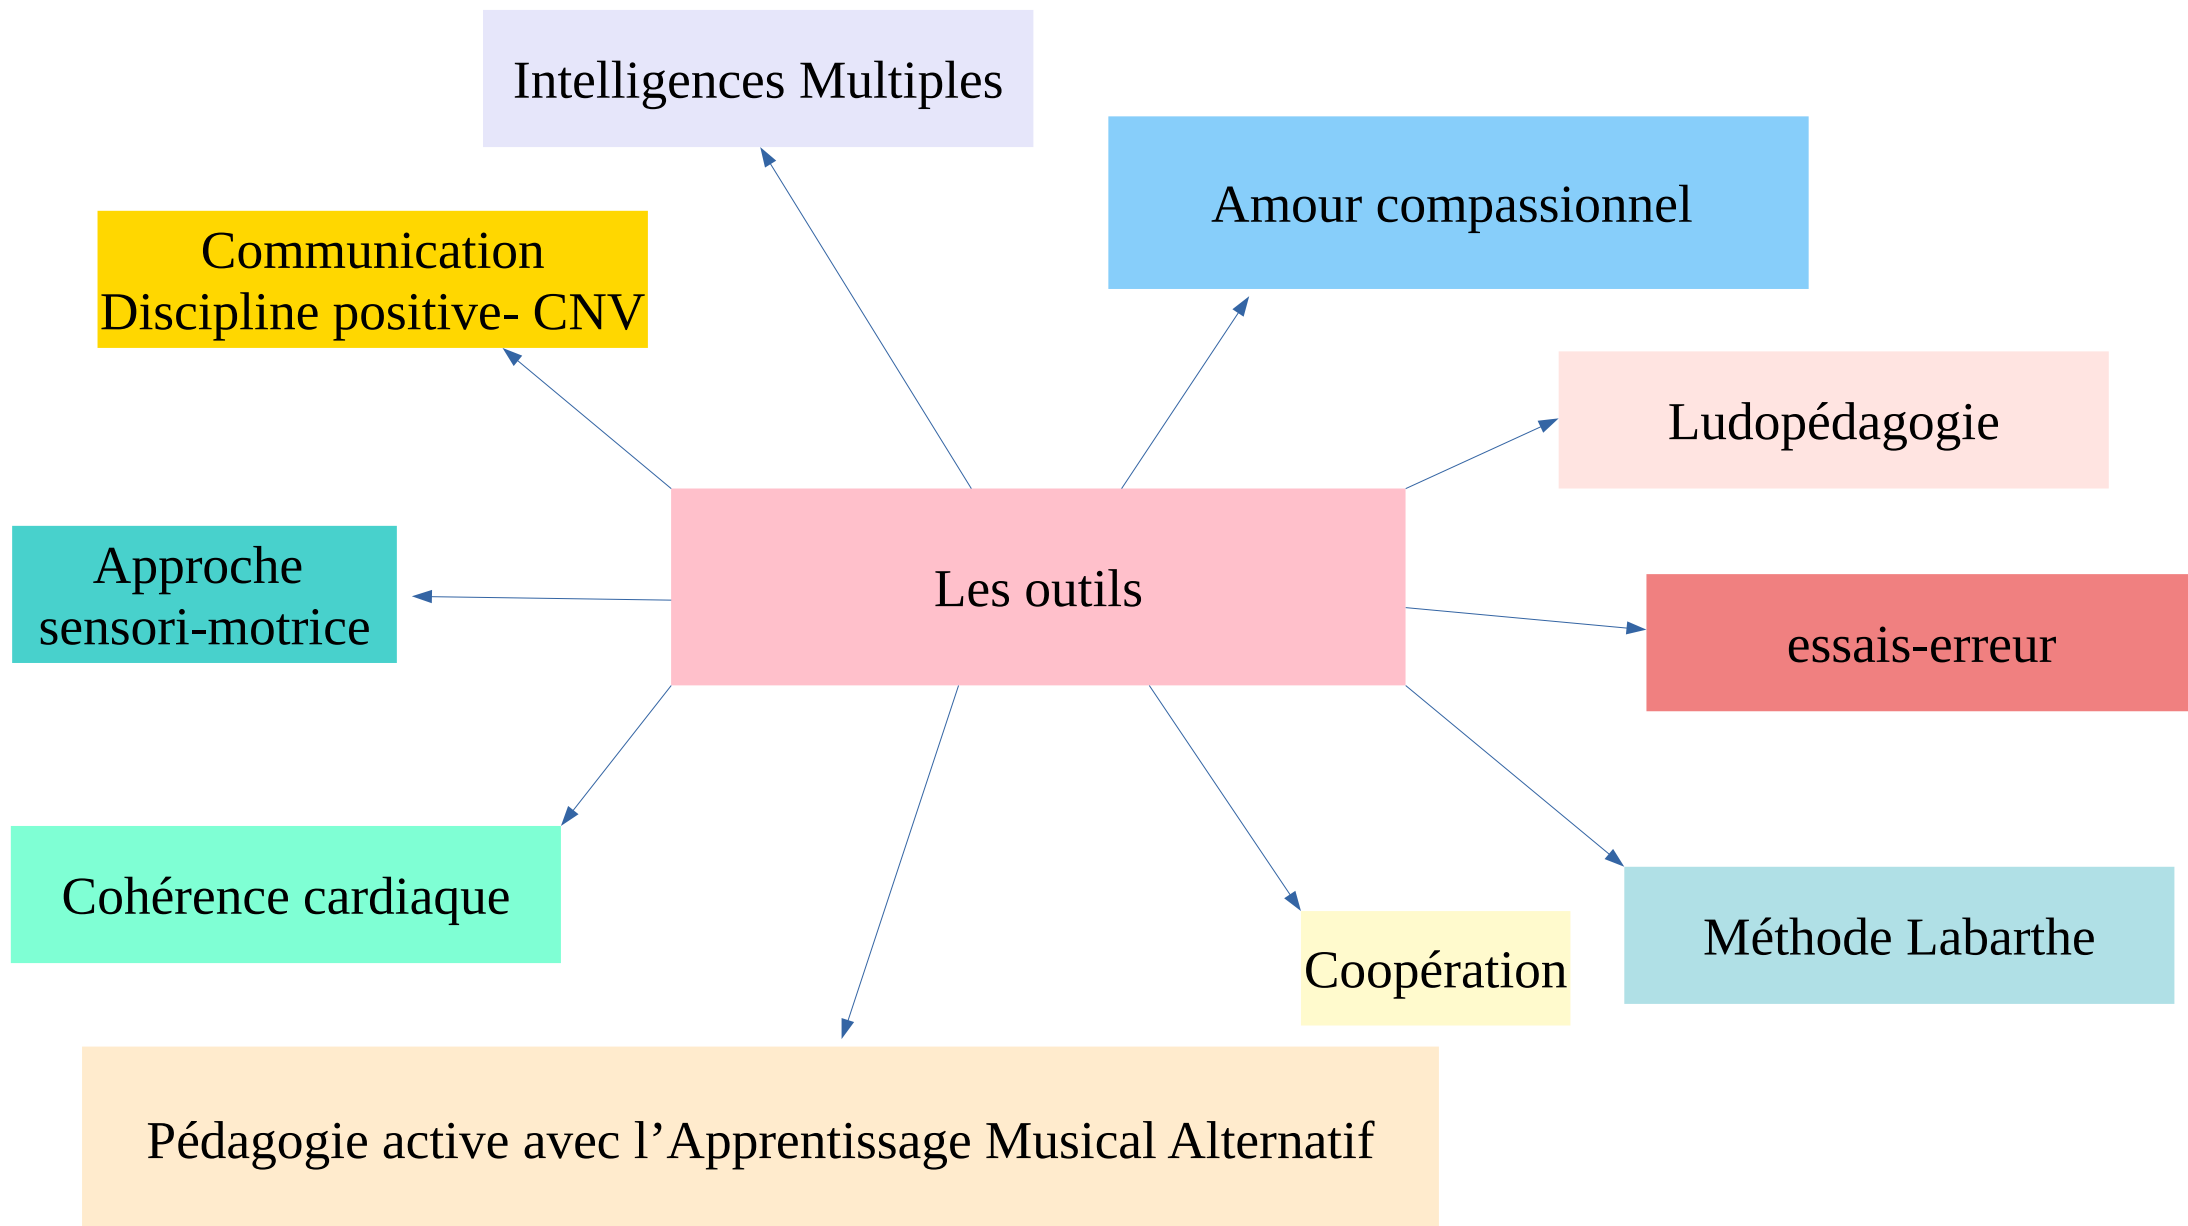 Intelligences Multiples
Amour compassionnel
Communication
Discipline positive- CNV
Ludopédagogie
Approche
sensori-motrice
Les outils
essais-erreur
Cohérence cardiaque
Méthode Labarthe
Coopération
Pédagogie active avec l’Apprentissage Musical Alternatif